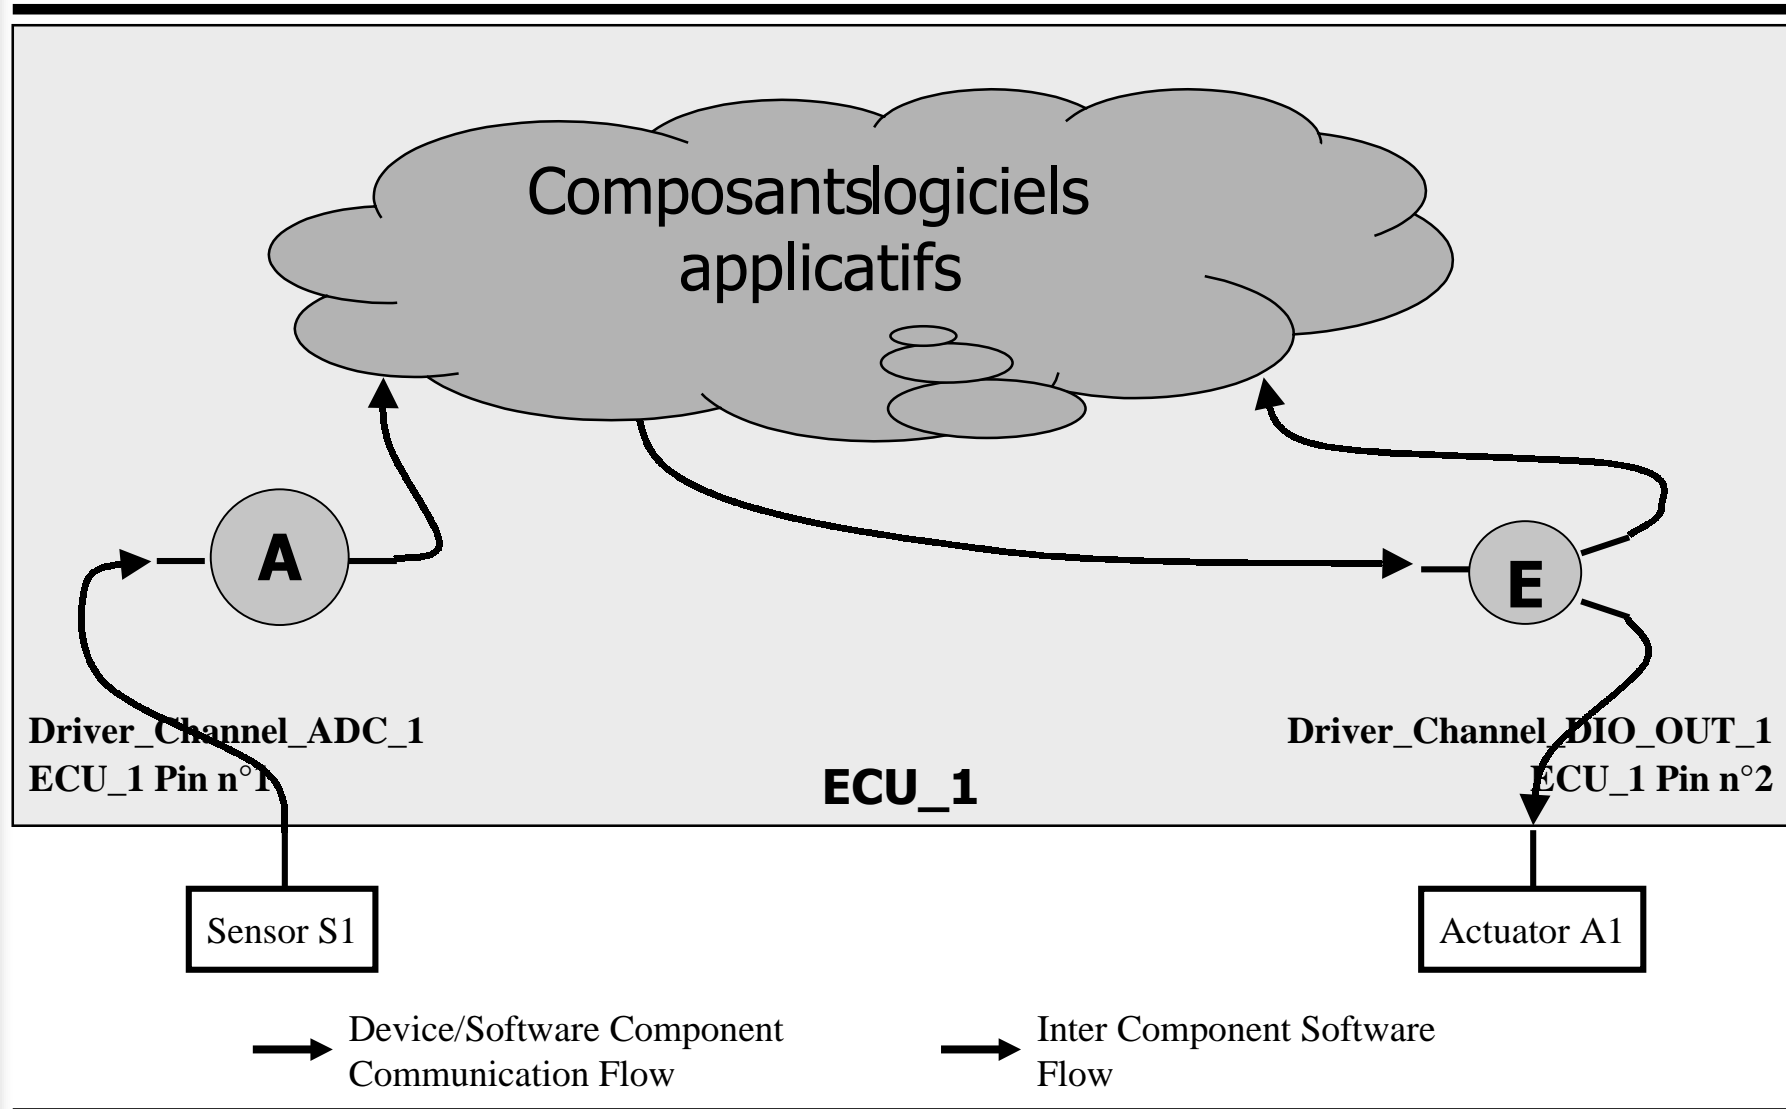 Composantslogiciels
applicatifs
A
E
Driver_Channel_ADC_1
ECU_1 Pin n°1
Driver_Channel_DIO_OUT_1
ECU_1 Pin n°2
ECU_1
Sensor S1
Actuator A1
Device/Software Component
Communication Flow
Inter Component Software
Flow